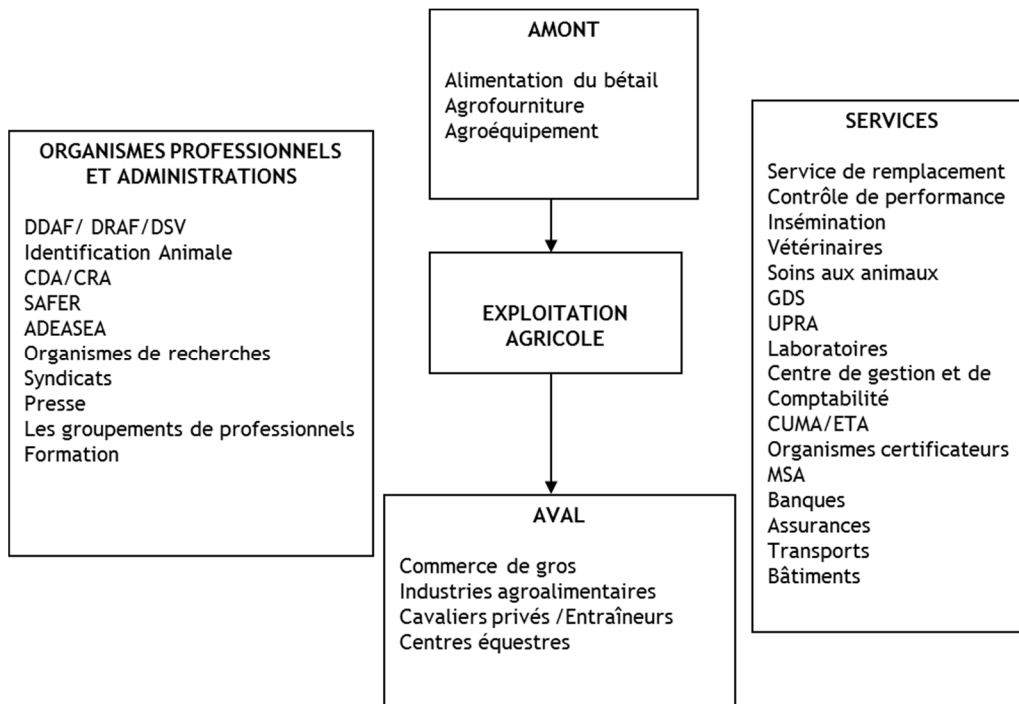 AMONT
Alimentation du bétail
Agrofourniture
Agroéquipement
ORGANISMES PROFESSIONNELS
ET ADMINISTRATIONS
DDAF/ DRAF/DSV
Identification Animale
CDA/CRA
SAFER
ADEASEA
Organismes de recherches
Syndicats
Presse
Les groupements de professionnels
Formation
EXPLOITATION
AGRICOLE
SERVICES
Service de remplacement
Contrôle de performance
Insémination
Vétérinaires
Soins aux animaux
GDS
UPRA
Laboratoires
Centre de gestion et de
Comptabilité
CUMA/ETA
Organismes certificateurs
MSA
Banques
Assurances
Transports
Bâtiments
AVAL
Commerce de gros
Industries agroalimentaires
Cavaliers privés /Entraîneurs
Centres équestres